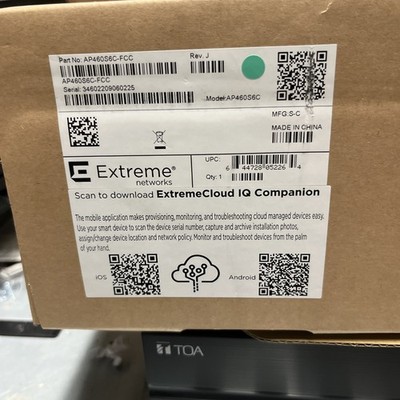 Part No: AP460S6C-FCC
Rev. J
AP460S6C-FCC
Serial: 34602209060225
Model:AP460S6C
MFG:S-C
MADE IN CHINA
Extreme®
networks
UPC:
6 44728 05226 4
Qty: 1
Scan to download ExtremeCloud IQ Companion
The mobile application makes provisioning, monitoring, and troubleshooting cloud managed devices easy.
Use your smart device to scan the device serial number, capture and archive installation photos,
assign/change device location and network policy. Monitor and troubleshoot devices from the palm
of your hand.
iOS
Android
TOA